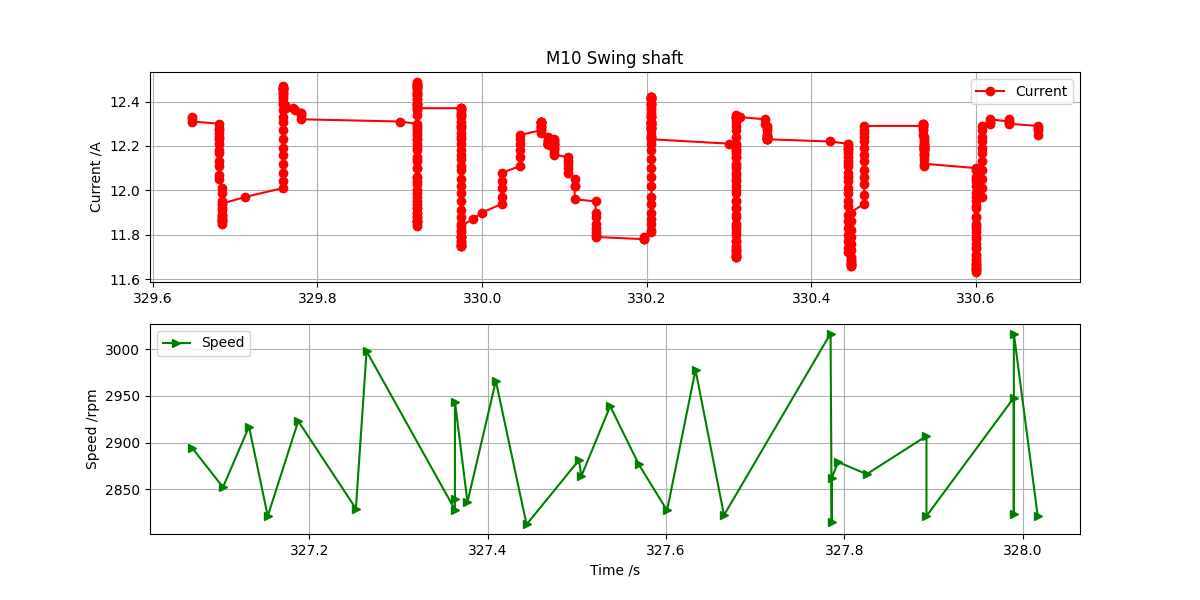 M10 Swing shaft
Current /A
12.4
12.2
12.0
11.8
11.6
Current
329.6 329.8 330.0 330.2 330.4 330.6
Speed /rpm
3000
2950
2900
2850
Speed
327.2 327.4 327.6 327.8 328.0
Time /s